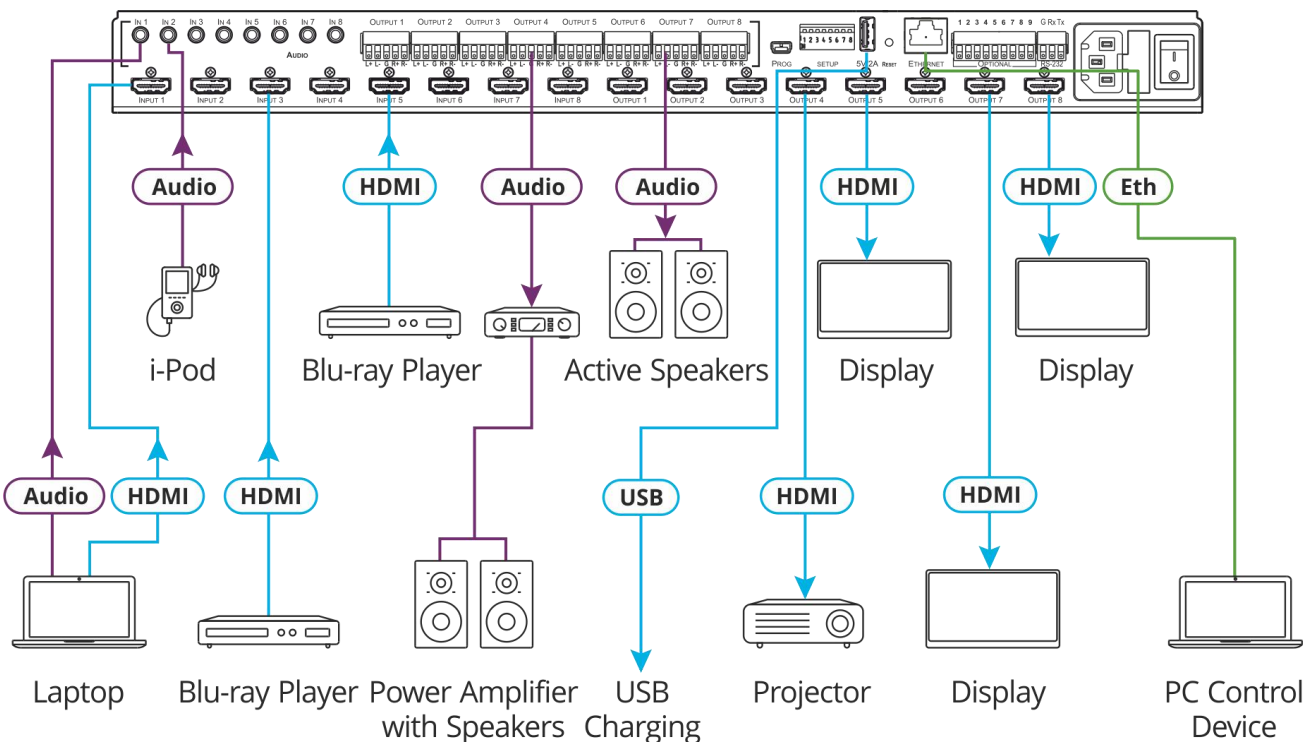 IN 1 IN 2 IN 3 IN 4 IN 5 IN 6 IN 7 IN 8
OUTPUT 1 OUTPUT 2 OUTPUT 3 OUTPUT 4 OUTPUT 5 OUTPUT 6 OUTPUT 7 OUTPUT 8
1 2 3 4 5 6 7 8 9 G Rx Tx
1 2 3 4 5 6 7 8
AUDIO
L+ L- G R+ R- L+ L- G R+ R- L+ L- G R+ R- L+ L- G R+ R- L+ L- G R+ R- L+ L- G R+ R- L+ L- G R+ R- L+ L- G R+ R-
PROG SETUP 5V/2A RESET ETHERNET OPTIONAL RS-232
INPUT 1 INPUT 2 INPUT 3 INPUT 4 INPUT 5 INPUT 6 INPUT 7 INPUT 8 OUTPUT 1 OUTPUT 2 OUTPUT 3 OUTPUT 4 OUTPUT 5 OUTPUT 6 OUTPUT 7 OUTPUT 8
Audio HDMI Audio Audio HDMI HDMI Eth
i-Pod Blu-ray Player Active Speakers Display Display
Audio HDMI HDMI USB HDMI HDMI
Laptop Blu-ray Player Power Amplifier USB Projector Display PC Control
with Speakers Charging Device